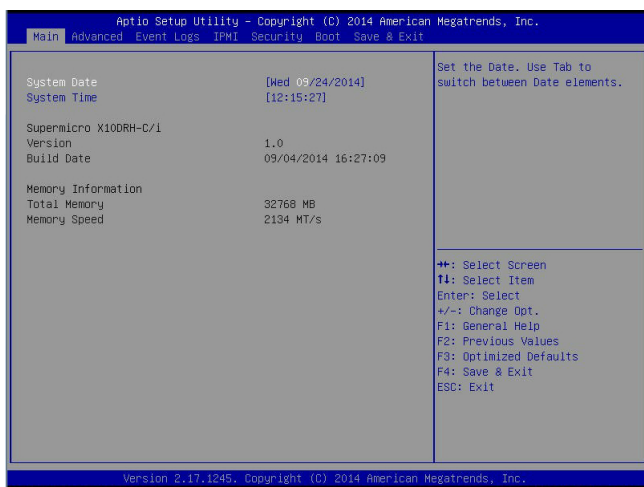 Aptio Setup Utility – Copyright (C) 2014 American Megatrends, Inc.
Main Advanced Event Logs IPMI Security Boot Save & Exit
System Date [Wed 09/24/2014]
System Time [12:15:27]
Supermicro X10DRH-C/i
Version 1.0
Build Date 09/04/2014 16:27:09
Memory Information
Total Memory 32768 MB
Memory Speed 2134 MT/s
Set the Date. Use Tab to
switch between Date elements.
→←: Select Screen
↑↓: Select Item
Enter: Select
+/-: Change Opt.
F1: General Help
F2: Previous Values
F3: Optimized Defaults
F4: Save & Exit
ESC: Exit
Version 2.17.1245. Copyright (C) 2014 American Megatrends, Inc.